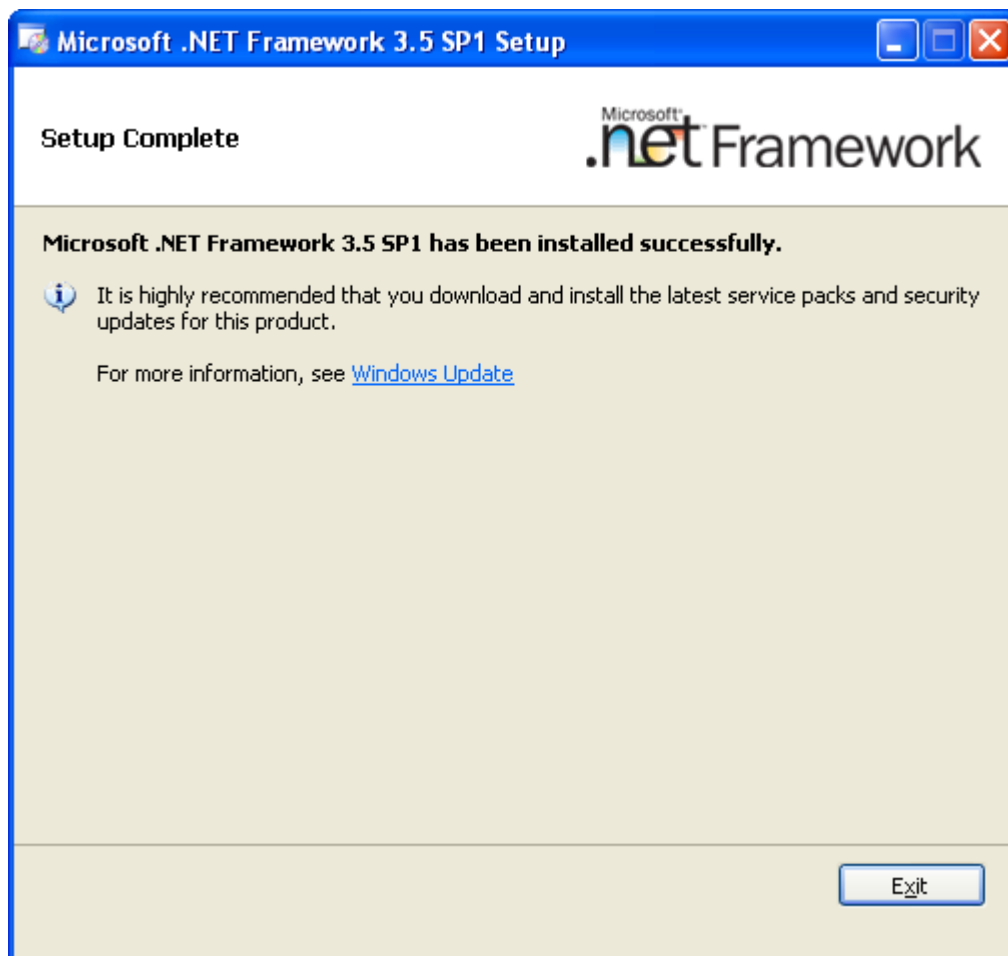 Microsoft .NET Framework 3.5 SP1 Setup
Setup Complete
Microsoft
.net Framework
Microsoft .NET Framework 3.5 SP1 has been installed successfully.
It is highly recommended that you download and install the latest service packs and security
updates for this product.
For more information, see Windows Update
Exit